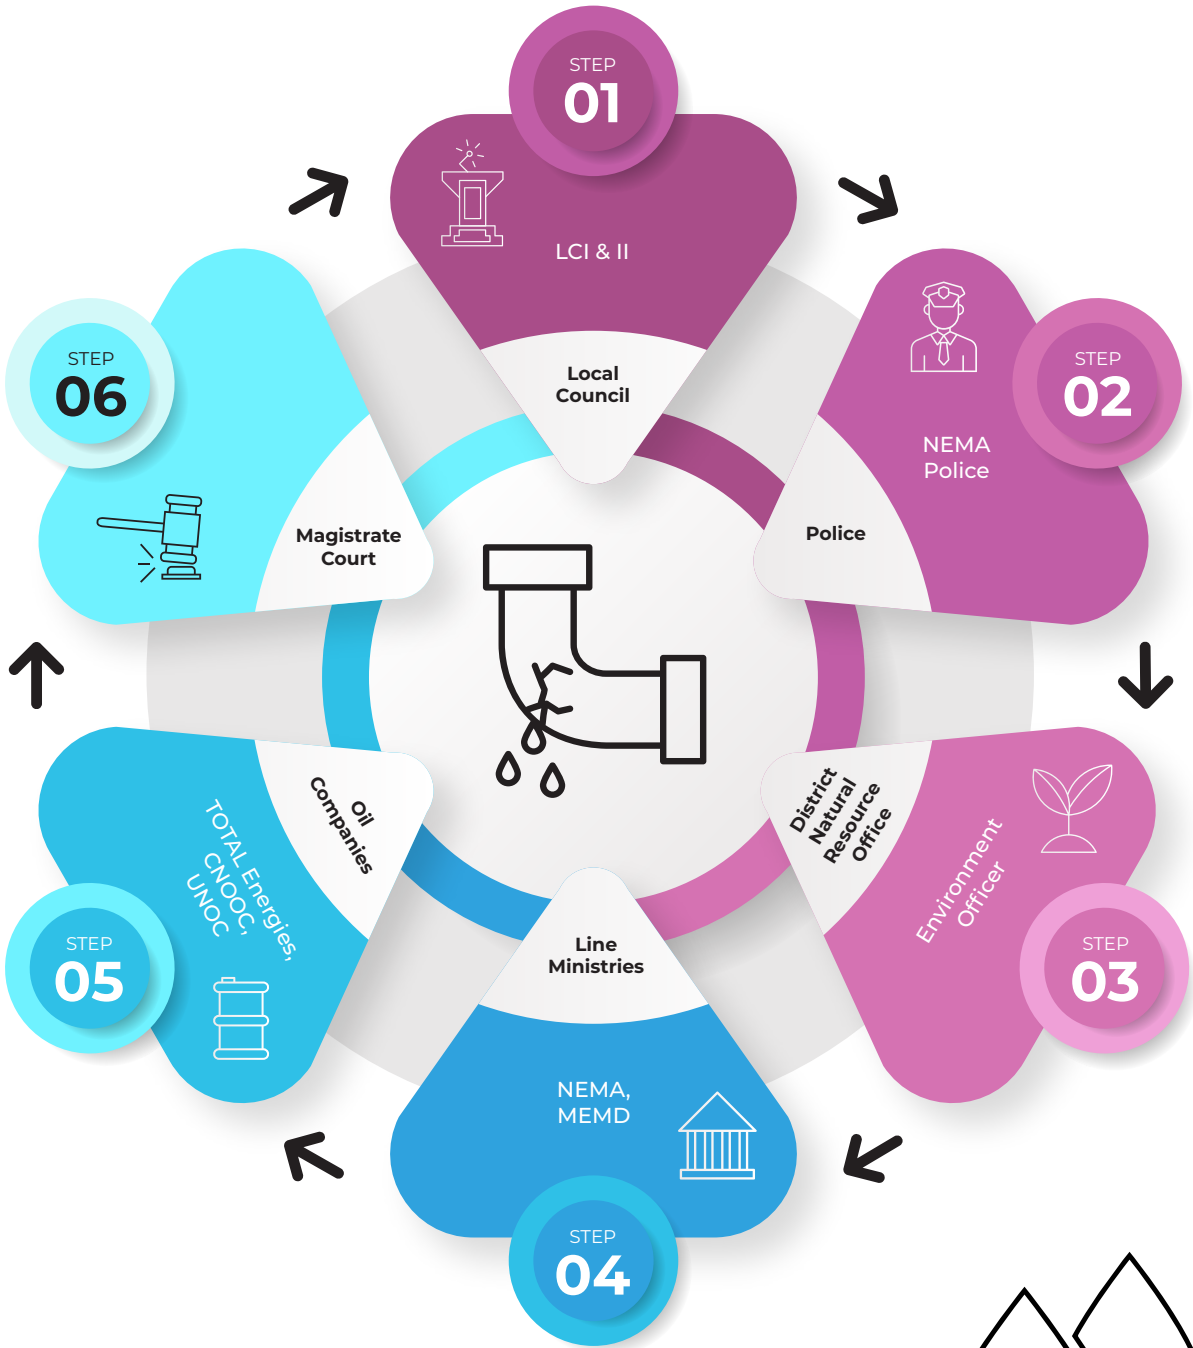 STEP
01
LCI & II
Local
Council
STEP
02
NEMA
Police
Police
STEP
03
Environment
Officer
District
Natural
Resource
Office
STEP
04
NEMA,
MEMD
Line
Ministries
STEP
05
TOTAL Energies,
CNOOC,
UNOC
Oil
Companies
STEP
06
Magistrate
Court